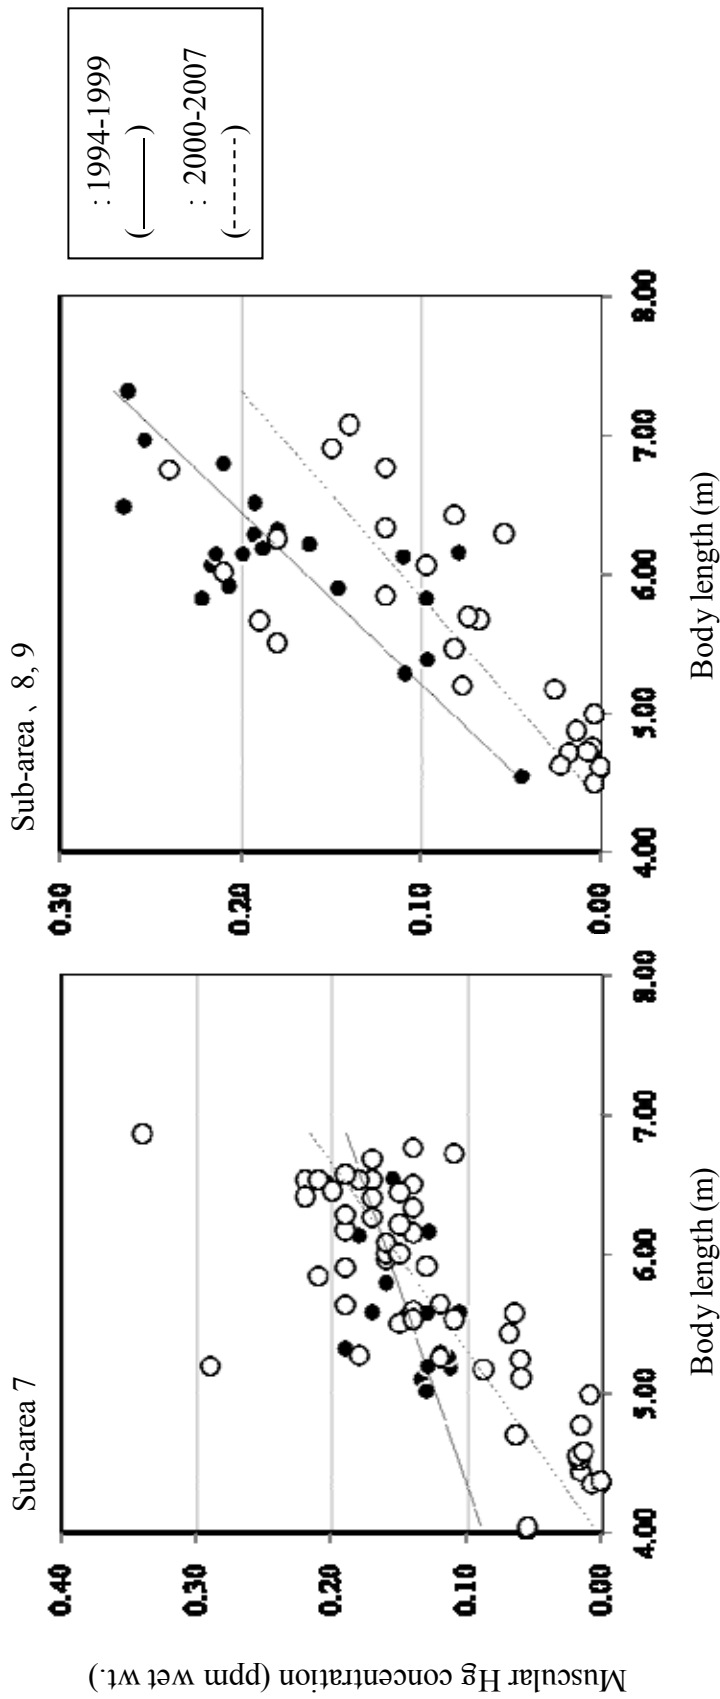 Sub-area 7
Sub-area 、8, 9
: 1994-1999
( )
: 2000-2007
( )
Muscular Hg concentration (ppm wet wt.)
0.40
0.30
0.20
0.10
0.00
4.00 5.00 6.00 7.00 8.00
Body length (m)
0.30
0.20
0.10
0.00
4.00 5.00 6.00 7.00 8.00
Body length (m)